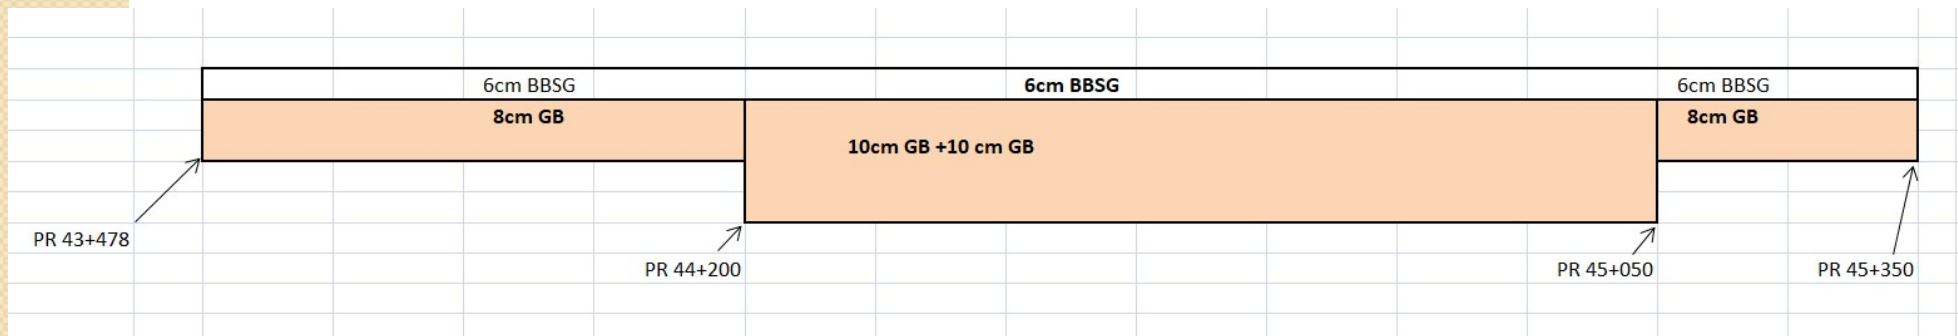 6cm BBSG
6cm BBSG
6cm BBSG
8cm GB
8cm GB
10cm GB +10 cm GB
PR 43+478
PR 44+200
PR 45+050
PR 45+350